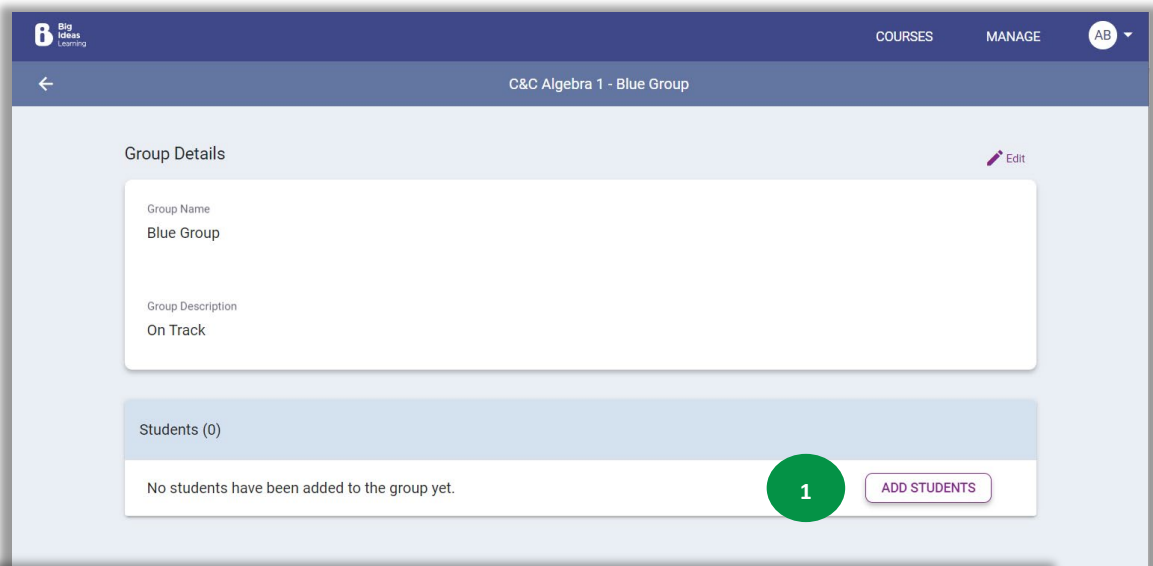 Big
Ideas
Learning
COURSES
MANAGE
AB
C&C Algebra 1 - Blue Group
Group Details
Edit
Group Name
Blue Group
Group Description
On Track
Students (0)
No students have been added to the group yet.
1
ADD STUDENTS